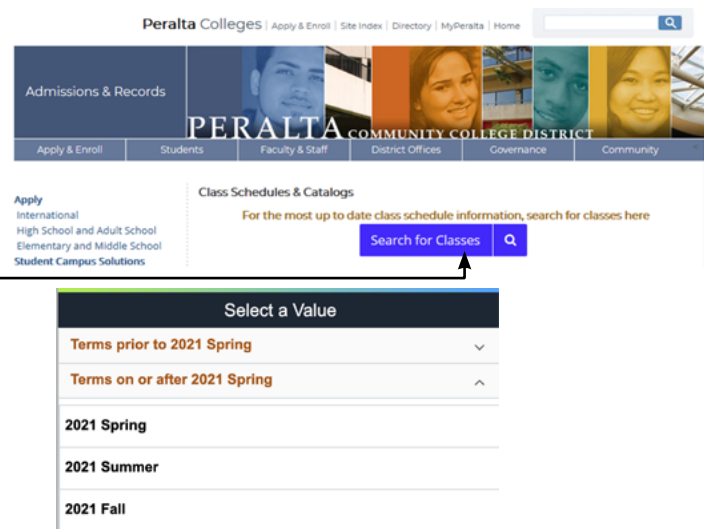 Peralta Colleges | Apply & Enroll | Site Index | Directory | MyPeralta | Home
Admissions & Records
PERALTA COMMUNITY COLLEGE DISTRICT
Apply & Enroll Students Faculty & Staff District Offices Governance Community
Apply
International
High School and Adult School
Elementary and Middle School
Student Campus Solutions
Class Schedules & Catalogs
For the most up to date class schedule information, search for classes here
Search for Classes
Select a Value
Terms prior to 2021 Spring
Terms on or after 2021 Spring
2021 Spring
2021 Summer
2021 Fall